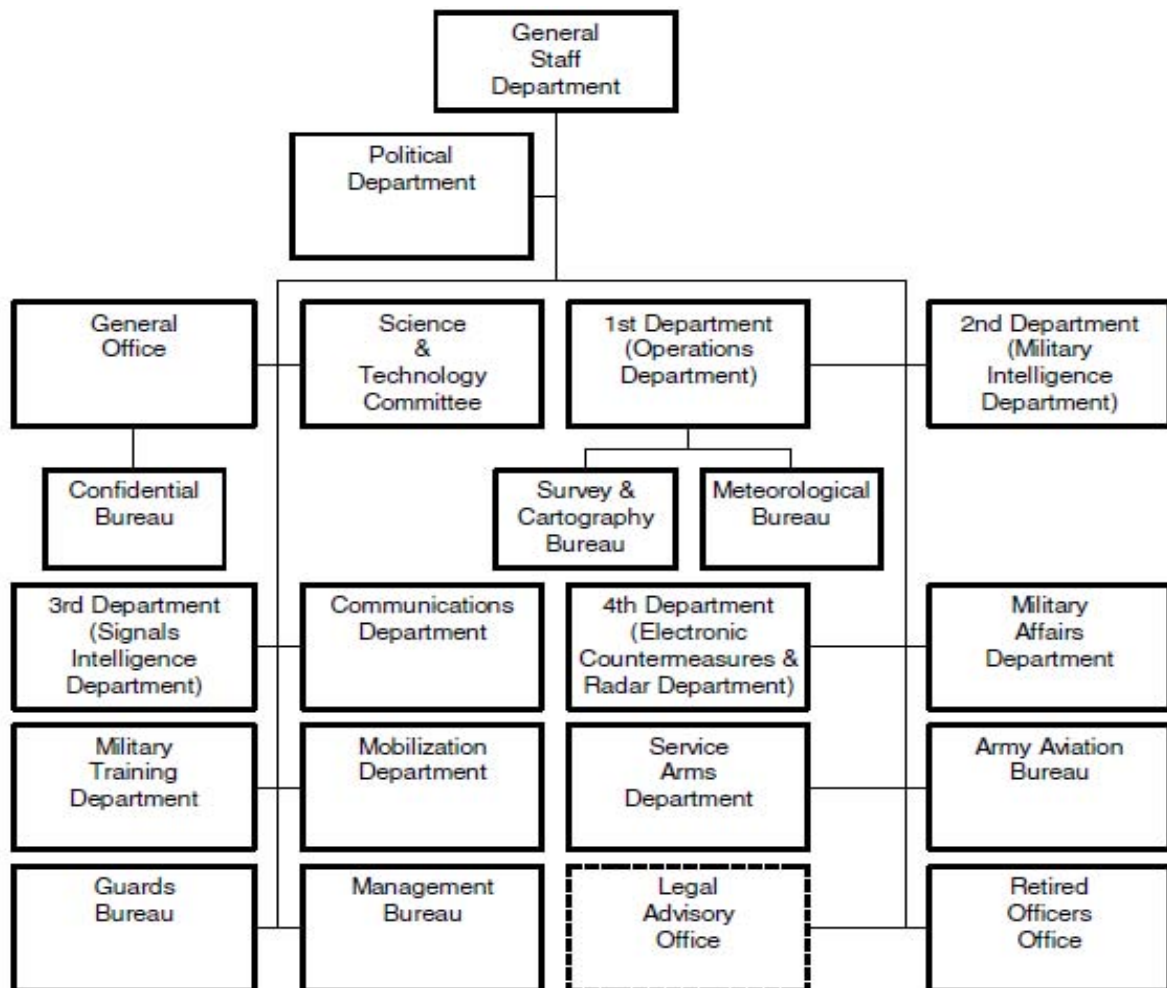 General
Staff
Department
Political
Department
General
Office
Science
&
Technology
Committee
1st Department
(Operations
Department)
2nd Department
(Military
Intelligence
Department)
Confidential
Bureau
Survey &
Cartography
Bureau
Meteorological
Bureau
3rd Department
(Signals
Intelligence
Department)
Communications
Department
4th Department
(Electronic
Countermeasures &
Radar Department)
Military
Affairs
Department
Military
Training
Department
Mobilization
Department
Service
Arms
Department
Army Aviation
Bureau
Guards
Bureau
Management
Bureau
Legal
Advisory
Office
Retired
Officers
Office